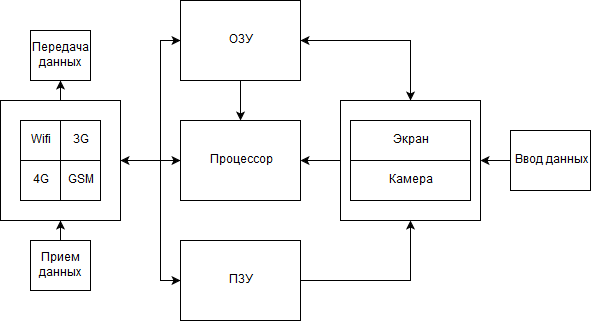 Передача
данных
ОЗУ
Wifi
3G
4G
GSM
Процессор
Экран
Камера
Ввод данных
Прием
данных
ПЗУ